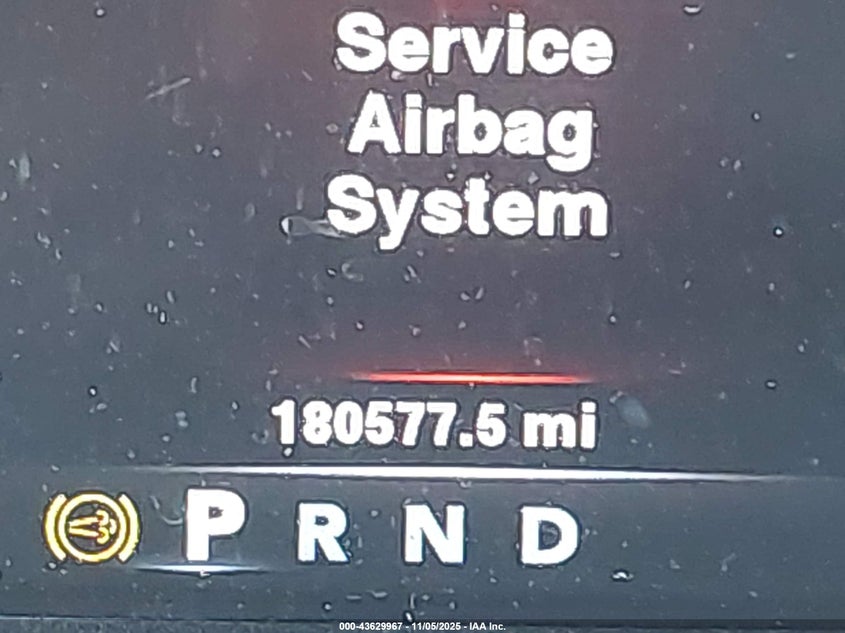 Service
Airbag
System
180577.5 mi
P R N D
000-43629967 - 11/05/2025 - IAA Inc.